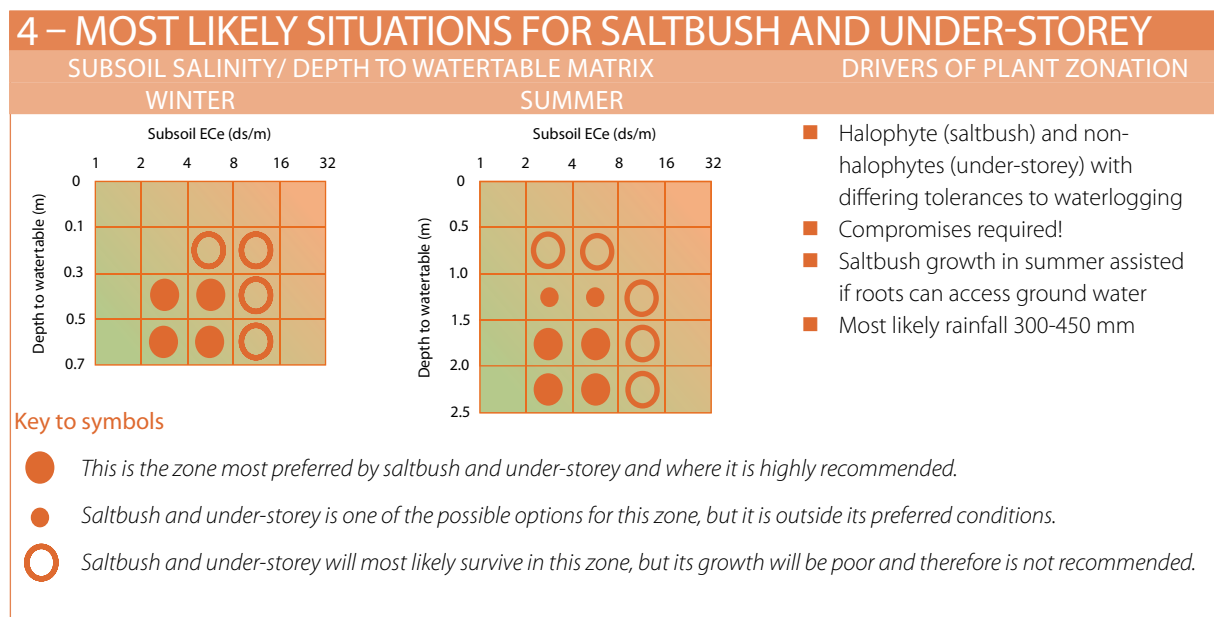 4 – MOST LIKELY SITUATIONS FOR SALTBUSH AND UNDER-STOREY
SUBSOIL SALINITY/ DEPTH TO WATERTABLE MATRIX
DRIVERS OF PLANT ZONATION
WINTER
SUMMER
Subsoil ECe (ds/m)
1 2 4 8 16 32
Depth to watertable (m)
0
0.1
0.3
0.5
0.7
Subsoil ECe (ds/m)
1 2 4 8 16 32
Depth to watertable (m)
0
0.5
1.0
1.5
2.0
2.5
Halophyte (saltbush) and non-
halophytes (under-storey) with
differing tolerances to waterlogging
Compromises required!
Saltbush growth in summer assisted
if roots can access ground water
Most likely rainfall 300-450 mm
Key to symbols
This is the zone most preferred by saltbush and under-storey and where it is highly recommended.
Saltbush and under-storey is one of the possible options for this zone, but it is outside its preferred conditions.
Saltbush and under-storey will most likely survive in this zone, but its growth will be poor and therefore is not recommended.